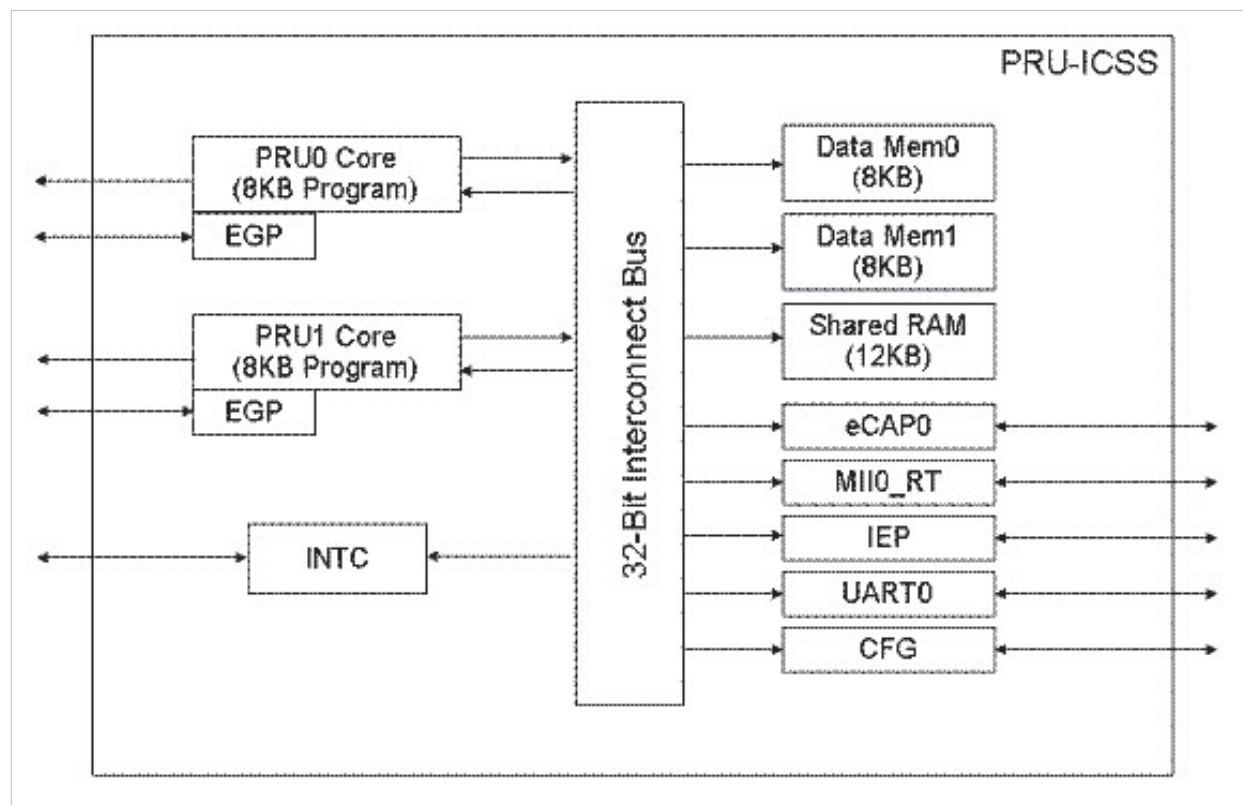 PRU-ICSS
PRU0 Core
(8KB Program)
EGP
PRU1 Core
(8KB Program)
EGP
INTC
32-Bit Interconnect Bus
Data Mem0
(8KB)
Data Mem1
(8KB)
Shared RAM
(12KB)
eCAP0
MII0_RT
IEP
UART0
CFG